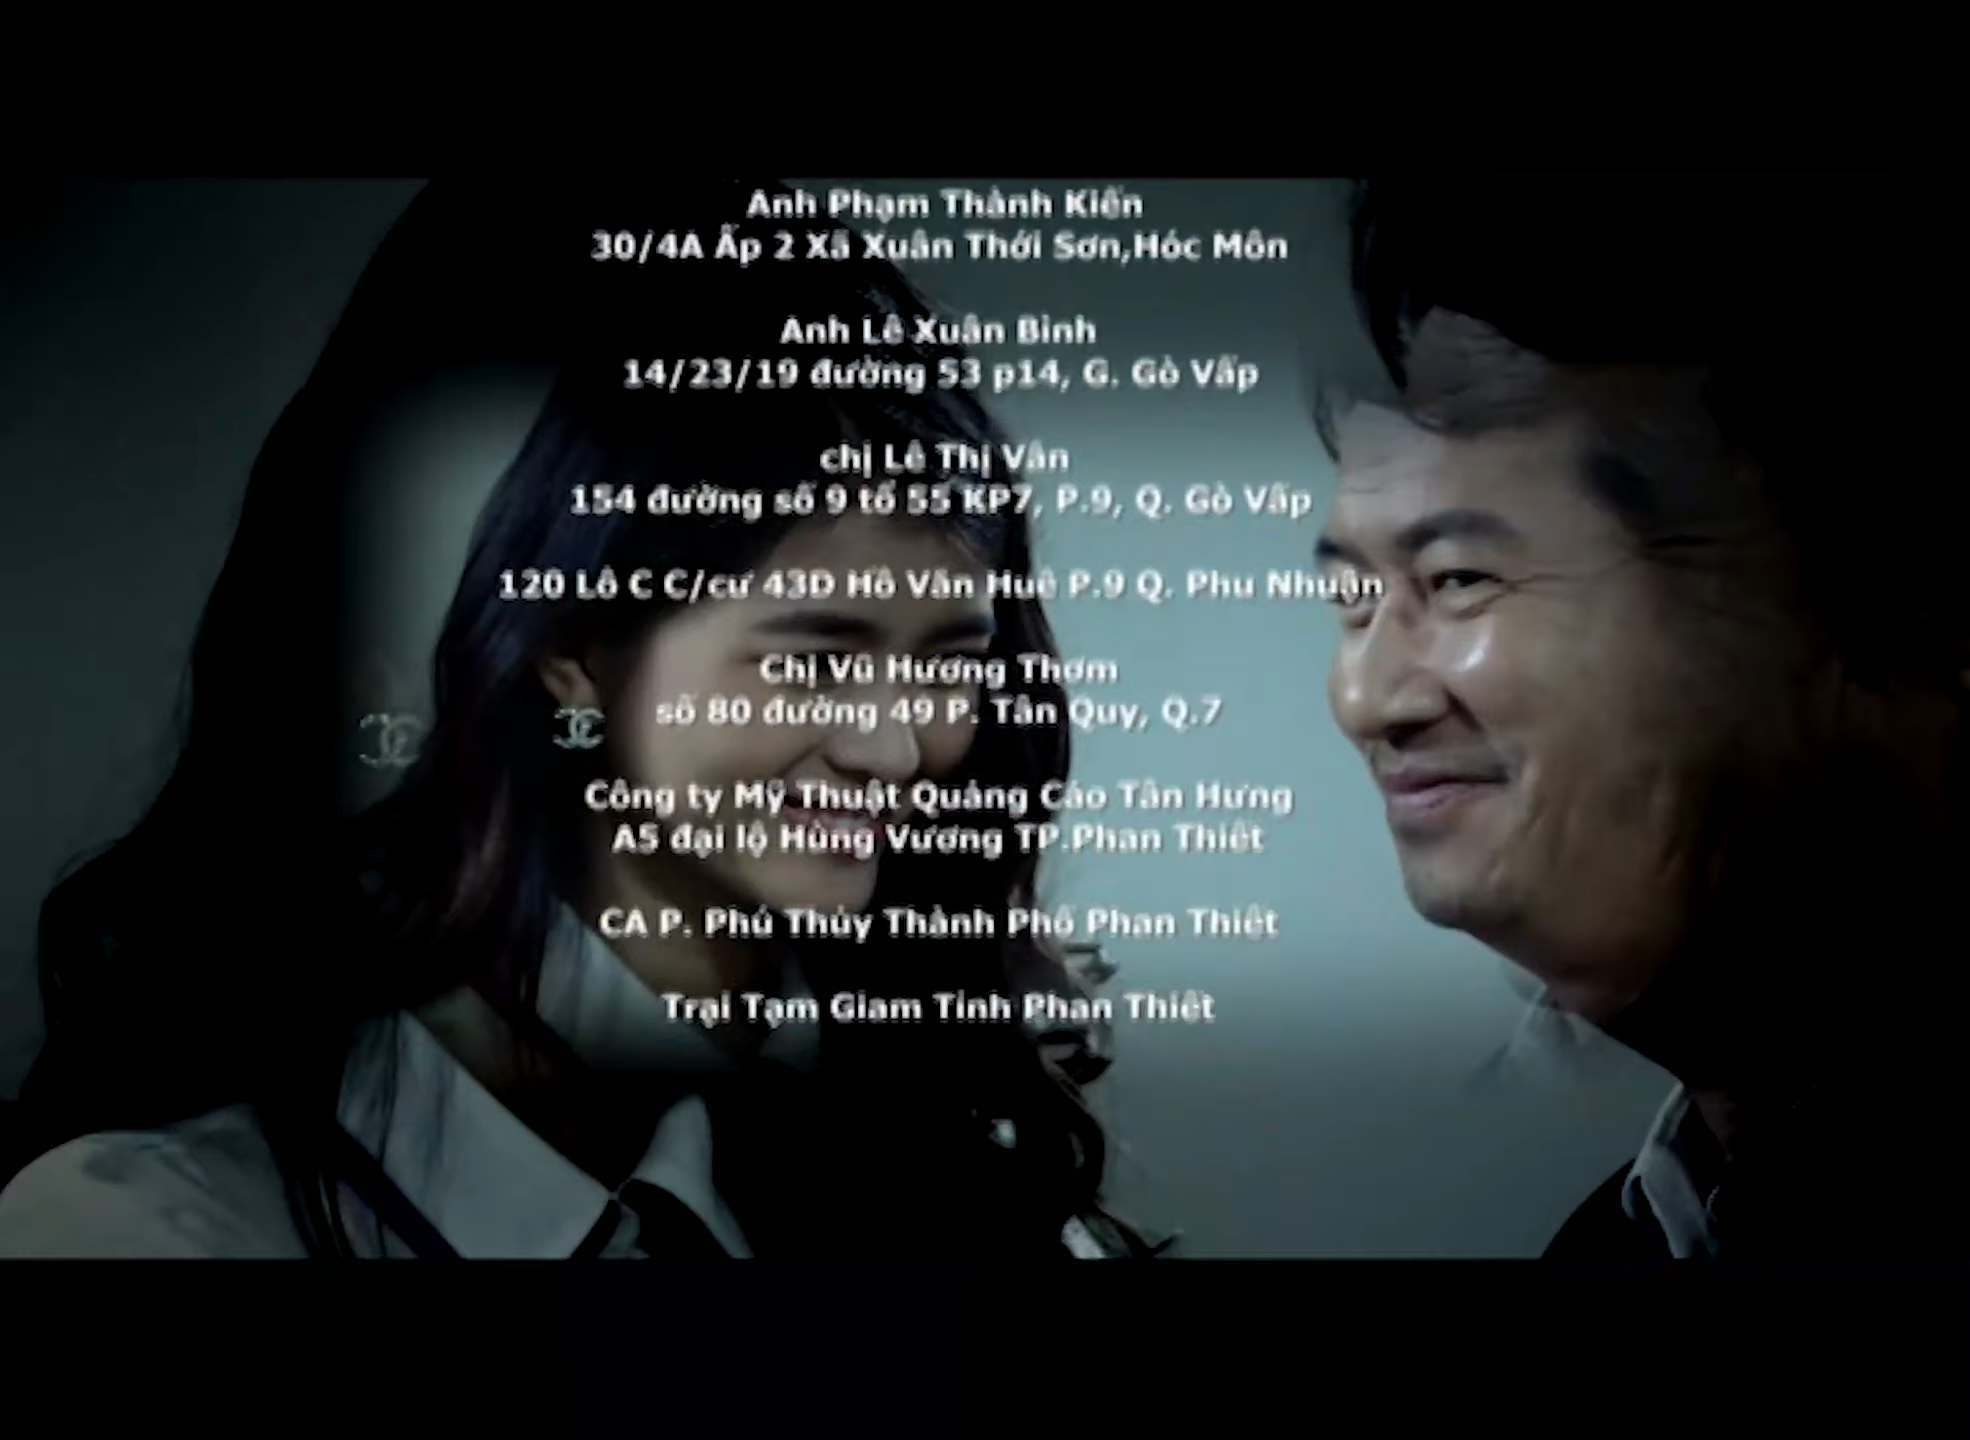 Anh Phạm Thành Kiến
30/4A Ấp 2 Xã Xuân Thới Sơn,Hóc Môn
Anh Lê Xuân Bình
14/23/19 đường 53 p14, G. Gò Vấp
chị Lê Thị Vân
154 đường số 9 tổ 55 KP7, P.9, Q. Gò Vấp
120 Lô C C/cư 43D Hồ Văn Huê P.9 Q. Phu Nhuận
Chị Vũ Hương Thơm
số 80 đường 49 P. Tân Quy, Q.7
Công ty Mỹ Thuật Quảng Cáo Tân Hưng
A5 đại lộ Hùng Vương TP.Phan Thiết
CA P. Phú Thủy Thành Phố Phan Thiết
Trại Tạm Giam Tỉnh Phan Thiết